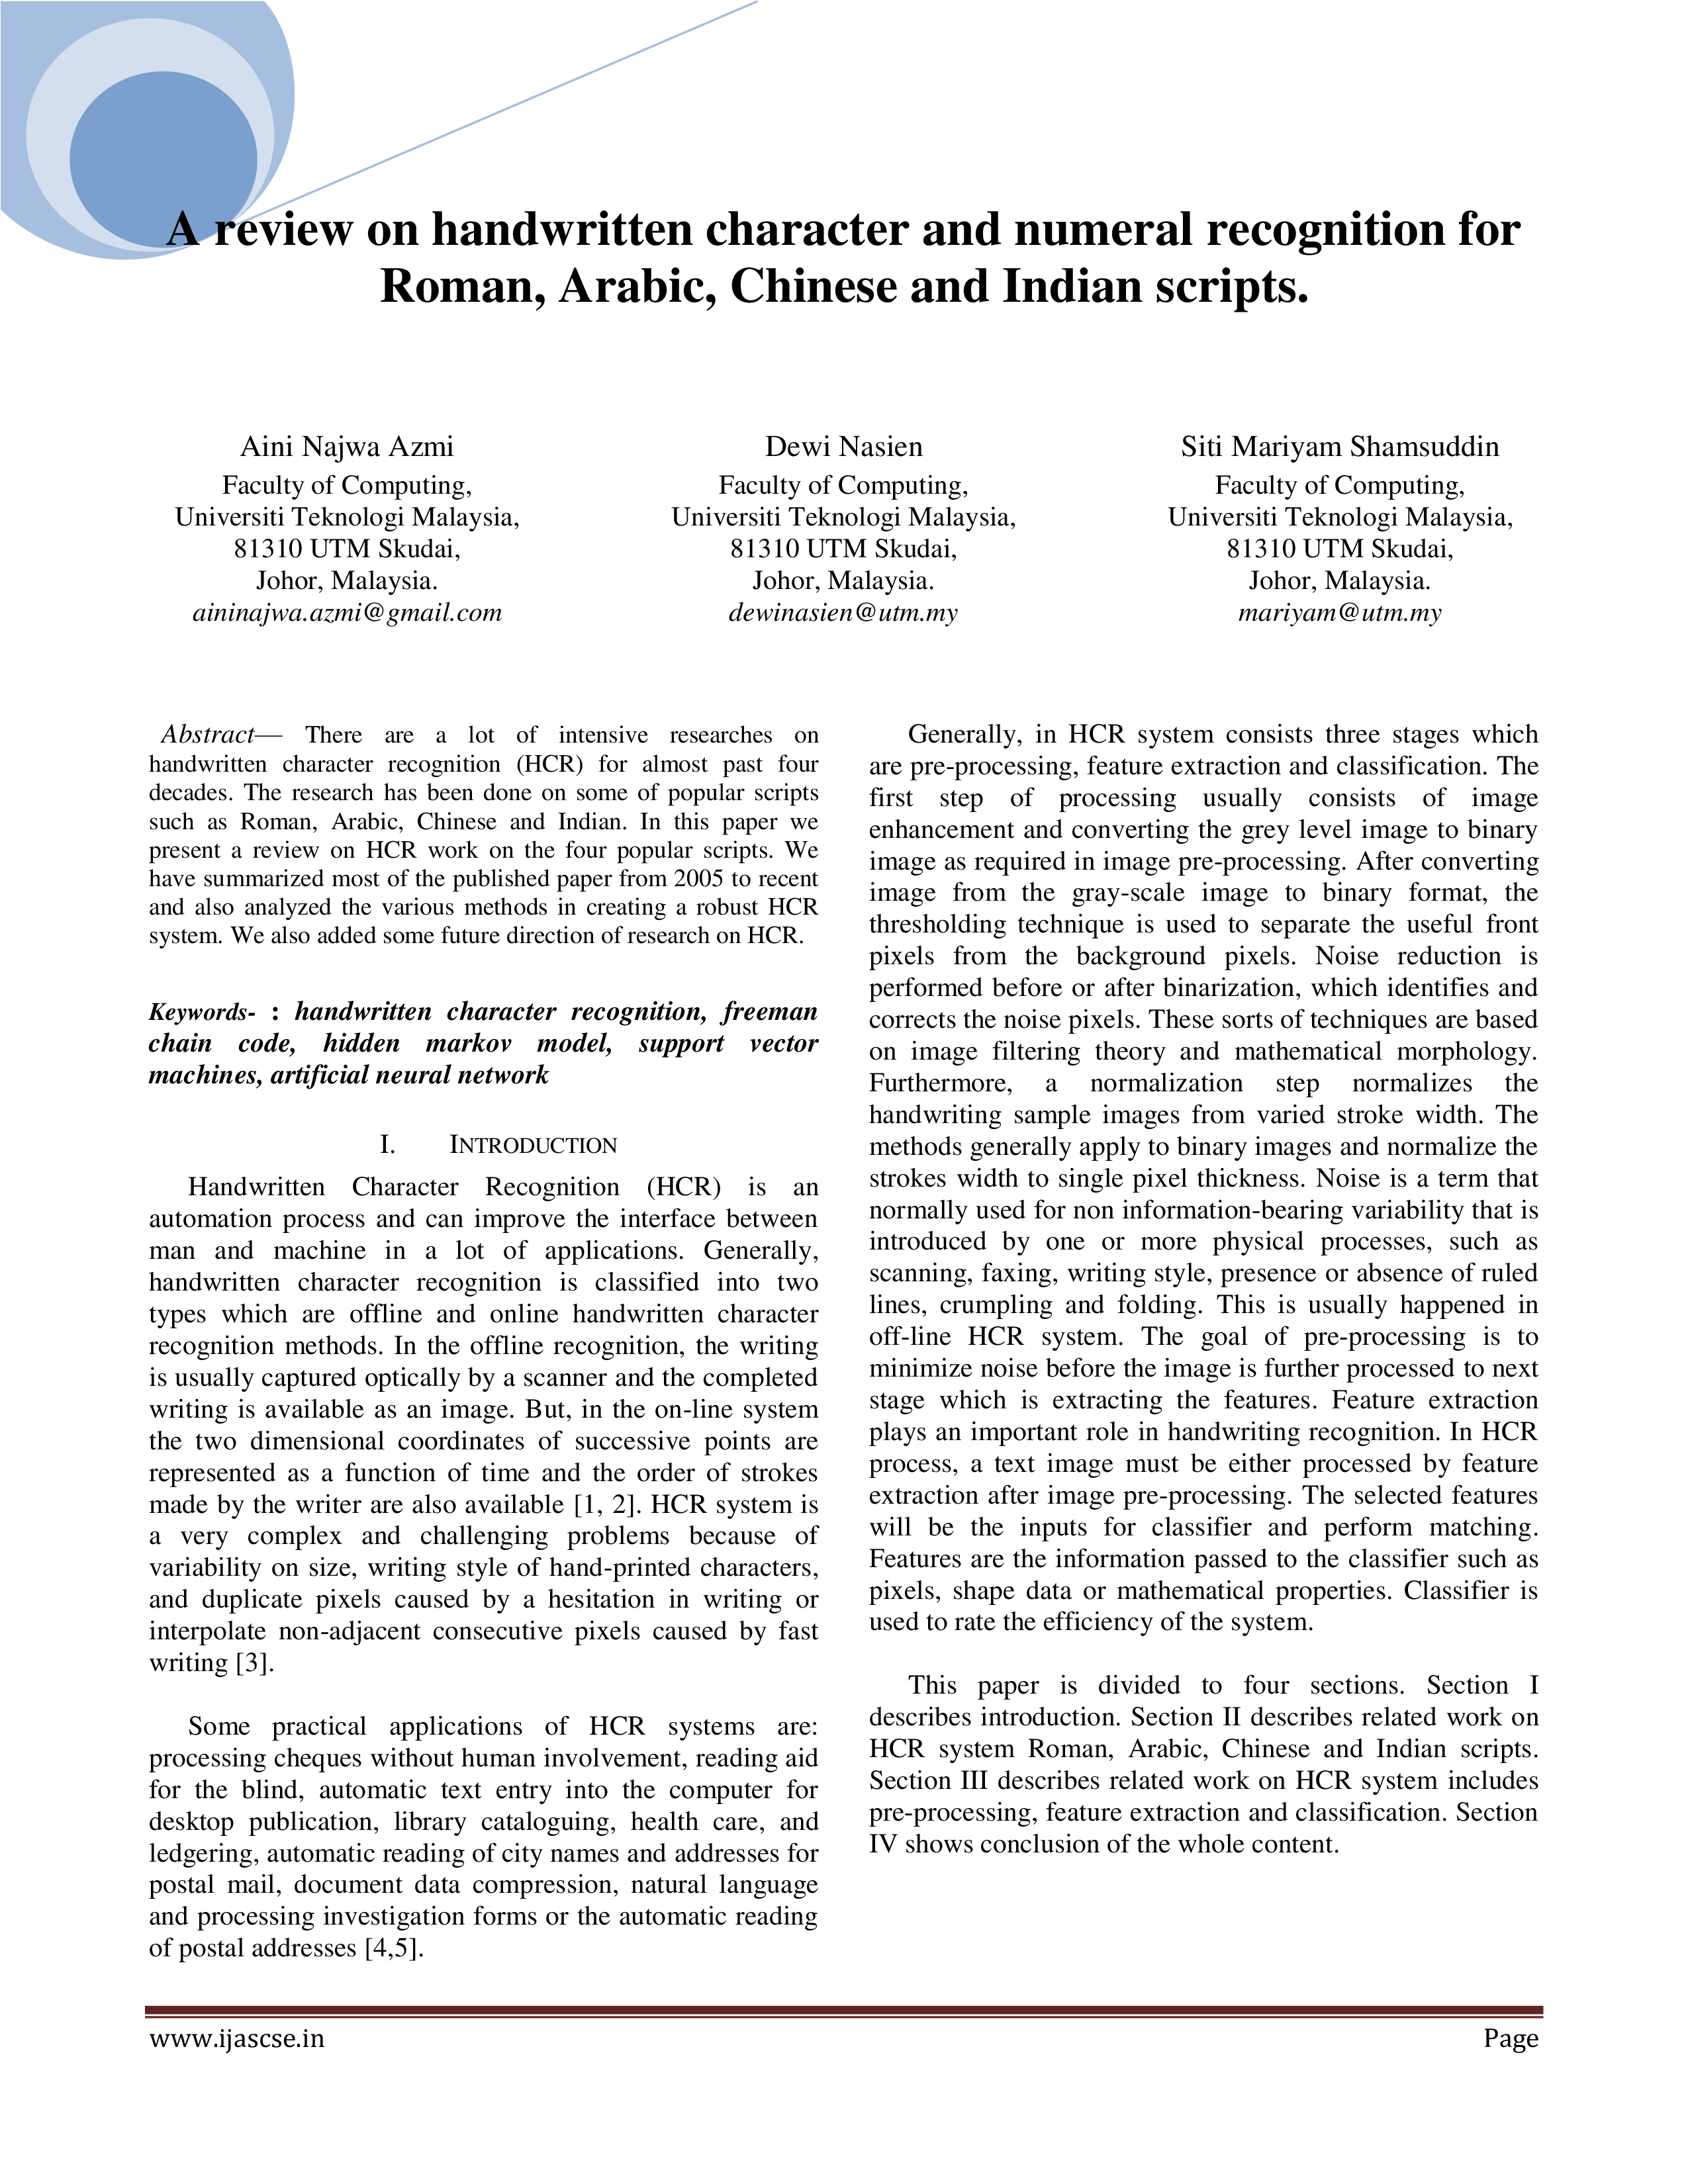 A review on handwritten character and numeral recognition for
Roman, Arabic, Chinese and Indian scripts.
Aini Najwa Azmi
Faculty of Computing,
Universiti Teknologi Malaysia,
81310 UTM Skudai,
Johor, Malaysia.
aininajwa.azmi@gmail.com
Dewi Nasien
Faculty of Computing,
Universiti Teknologi Malaysia,
81310 UTM Skudai,
Johor, Malaysia.
dewinasien@utm.my
Siti Mariyam Shamsuddin
Faculty of Computing,
Universiti Teknologi Malaysia,
81310 UTM Skudai,
Johor, Malaysia.
mariyam@utm.my
Abstract— There are a lot of intensive researches on
handwritten character recognition (HCR) for almost past four
decades. The research has been done on some of popular scripts
such as Roman, Arabic, Chinese and Indian. In this paper we
present a review on HCR work on the four popular scripts. We
have summarized most of the published paper from 2005 to recent
and also analyzed the various methods in creating a robust HCR
system. We also added some future direction of research on HCR.
Keywords- : handwritten character recognition, freeman
chain code, hidden markov model, support vector
machines, artificial neural network
I. INTRODUCTION
Handwritten Character Recognition (HCR) is an
automation process and can improve the interface between
man and machine in a lot of applications. Generally,
handwritten character recognition is classified into two
types which are offline and online handwritten character
recognition methods. In the offline recognition, the writing
is usually captured optically by a scanner and the completed
writing is available as an image. But, in the on-line system
the two dimensional coordinates of successive points are
represented as a function of time and the order of strokes
made by the writer are also available [1, 2]. HCR system is
a very complex and challenging problems because of
variability on size, writing style of hand-printed characters,
and duplicate pixels caused by a hesitation in writing or
interpolate non-adjacent consecutive pixels caused by fast
writing [3].
Some practical applications of HCR systems are:
processing cheques without human involvement, reading aid
for the blind, automatic text entry into the computer for
desktop publication, library cataloguing, health care, and
ledgering, automatic reading of city names and addresses for
postal mail, document data compression, natural language
and processing investigation forms or the automatic reading
of postal addresses [4,5].
Generally, in HCR system consists three stages which
are pre-processing, feature extraction and classification. The
first step of processing usually consists of image
enhancement and converting the grey level image to binary
image as required in image pre-processing. After converting
image from the gray-scale image to binary format, the
thresholding technique is used to separate the useful front
pixels from the background pixels. Noise reduction is
performed before or after binarization, which identifies and
corrects the noise pixels. These sorts of techniques are based
on image filtering theory and mathematical morphology.
Furthermore, a normalization step normalizes the
handwriting sample images from varied stroke width. The
methods generally apply to binary images and normalize the
strokes width to single pixel thickness. Noise is a term that
normally used for non information-bearing variability that is
introduced by one or more physical processes, such as
scanning, faxing, writing style, presence or absence of ruled
lines, crumpling and folding. This is usually happened in
off-line HCR system. The goal of pre-processing is to
minimize noise before the image is further processed to next
stage which is extracting the features. Feature extraction
plays an important role in handwriting recognition. In HCR
process, a text image must be either processed by feature
extraction after image pre-processing. The selected features
will be the inputs for classifier and perform matching.
Features are the information passed to the classifier such as
pixels, shape data or mathematical properties. Classifier is
used to rate the efficiency of the system.
This paper is divided to four sections. Section I
describes introduction. Section II describes related work on
HCR system Roman, Arabic, Chinese and Indian scripts.
Section III describes related work on HCR system includes
pre-processing, feature extraction and classification. Section
IV shows conclusion of the whole content.
www.ijascse.in
Page